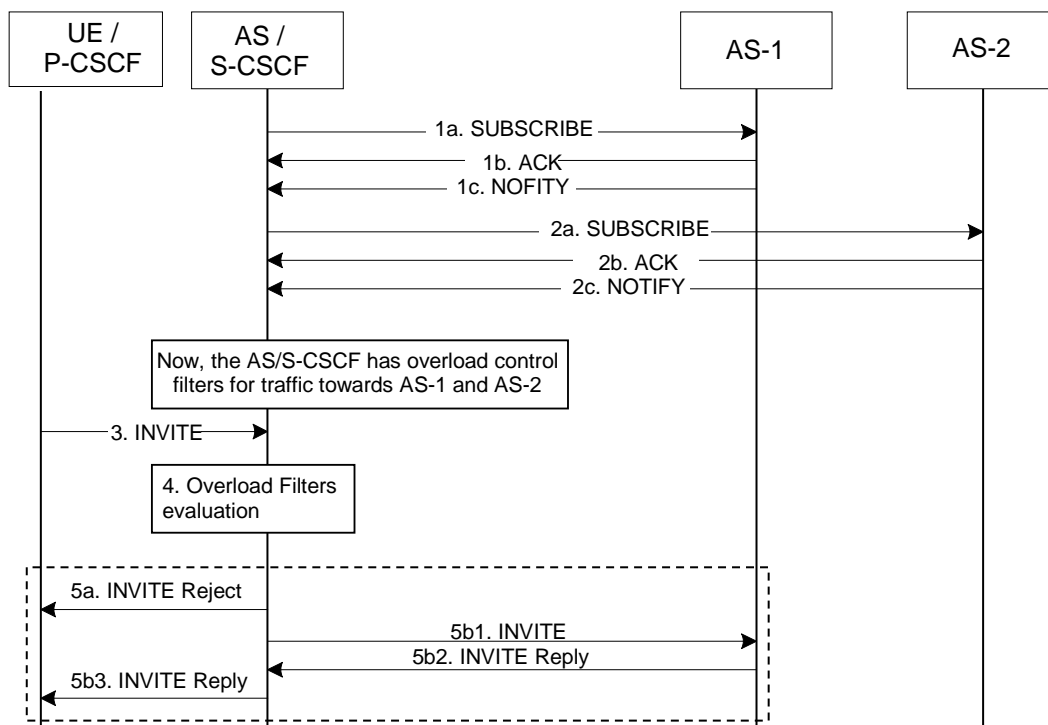 UE /
P-CSCF
AS /
S-CSCF
AS-1
AS-2
1a. SUBSCRIBE
1b. ACK
1c. NOFITY
2a. SUBSCRIBE
2b. ACK
2c. NOTIFY
Now, the AS/S-CSCF has overload control
filters for traffic towards AS-1 and AS-2
3. INVITE
4. Overload Filters
evaluation
5a. INVITE Reject
5b1. INVITE
5b2. INVITE Reply
5b3. INVITE Reply